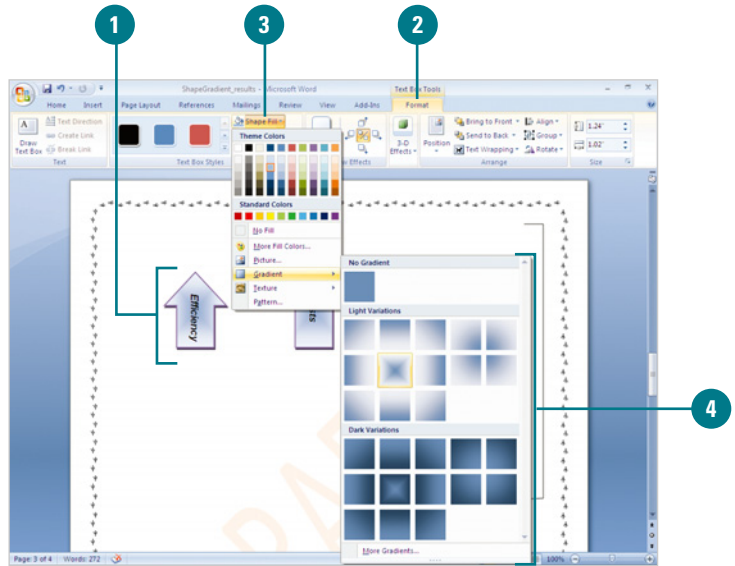 1
3
2
ShapeGradient_results - Microsoft Word
Text Box Tools
Home Insert Page Layout References Mailings Review View Add-Ins Format
Text Direction
Create Link
Break Link
Draw
Text Box
Text
Text Box Styles
Shape Fill
Effects
3-D
Effects
Position
Bring to Front
Send to Back
Text Wrapping
Align
Group
Rotate
Arrange
1.24"
1.02"
Size
Theme Colors
Standard Colors
No Fill
More Fill Colors...
Picture...
Gradient
Texture
Pattern...
Efficiency
sts
No Gradient
Light Variations
Dark Variations
More Gradients...
4
Page: 3 of 4 Words: 272
100%